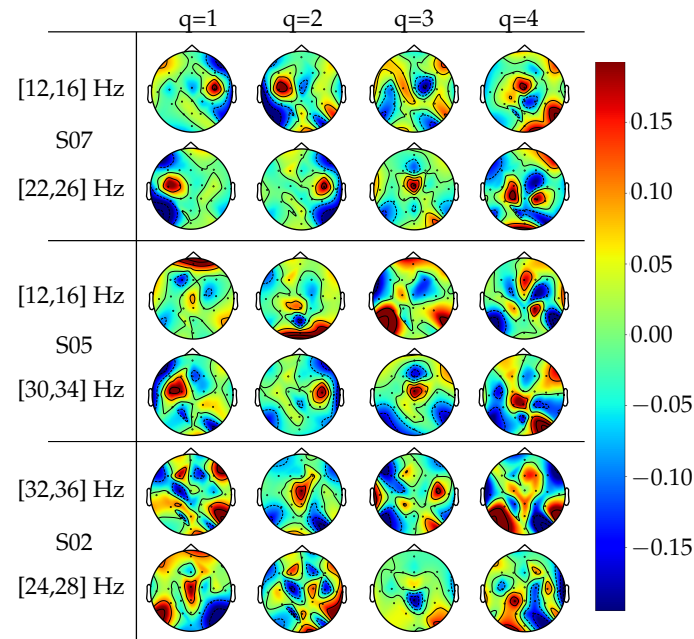 q=1 q=2 q=3 q=4
[12,16] Hz
S07
[22,26] Hz
[12,16] Hz
S05
[30,34] Hz
[32,36] Hz
S02
[24,28] Hz
0.15
0.10
0.05
0.00
−0.05
−0.10
−0.15